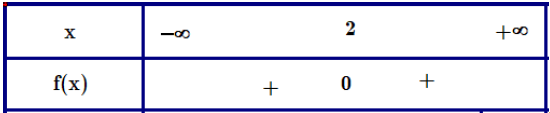 x −∞ 2 +∞
f(x) + 0 +